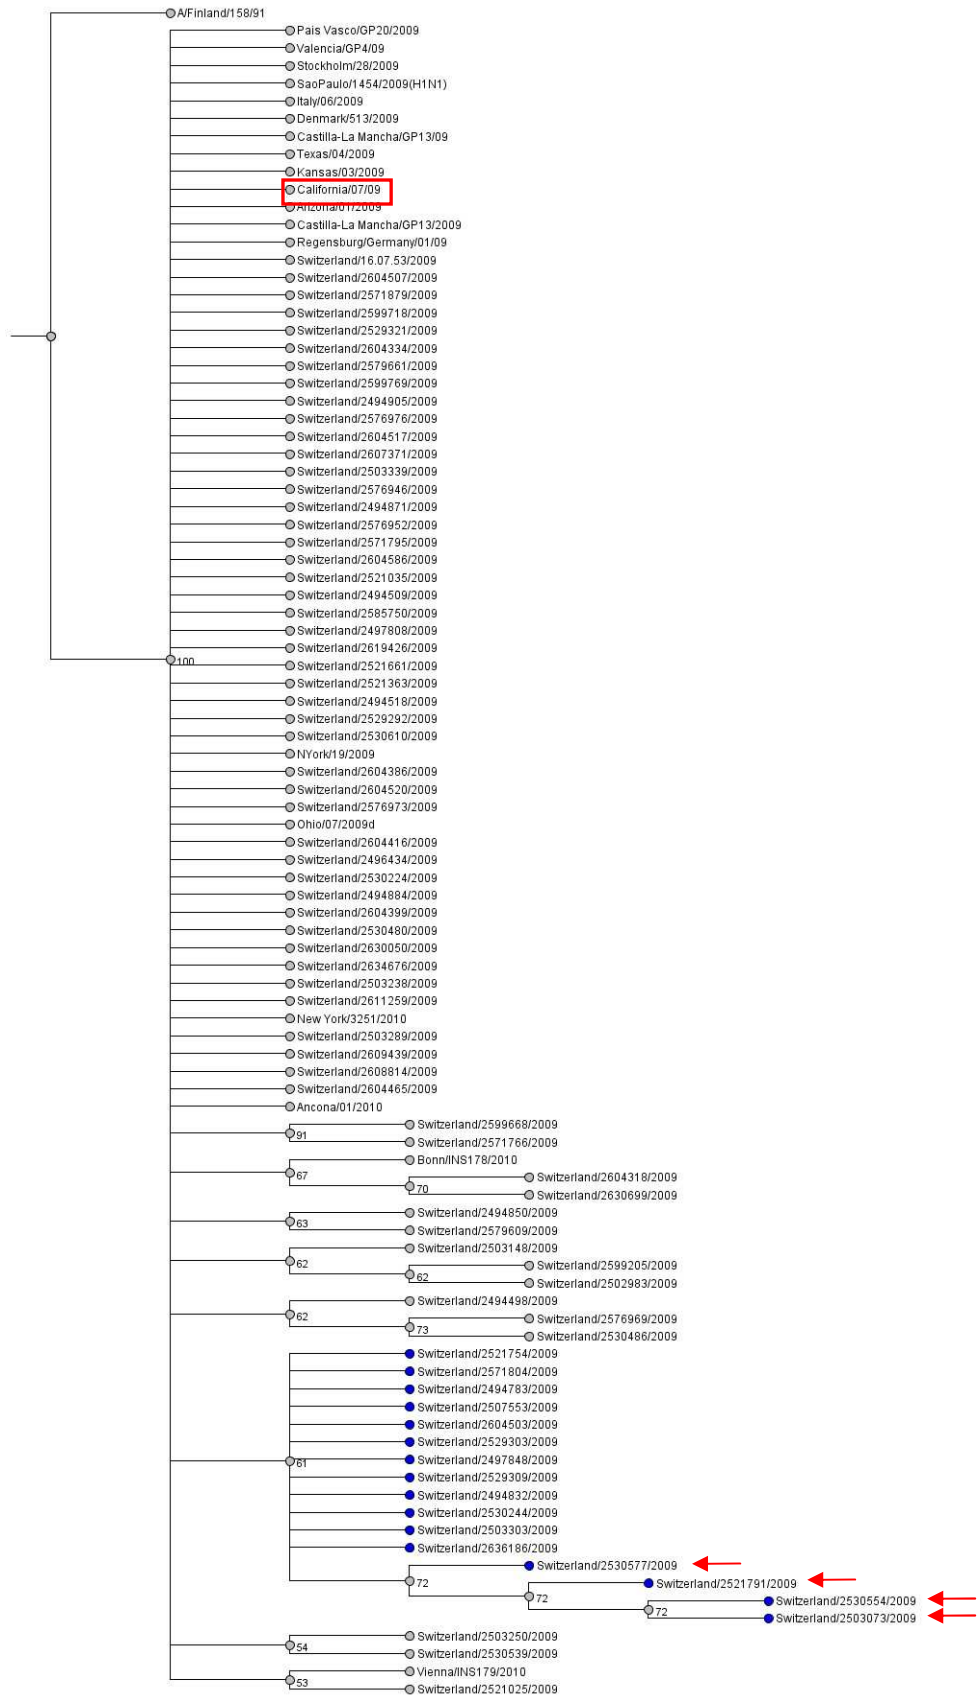 A/Finland/158/91
Pais Vasco/GP20/2009
Valencia/GP4/09
Stockholm/28/2009
SaoPaulo/1454/2009(H1N1)
Italy/06/2009
Denmark/513/2009
Castilla-La Mancha/GP13/09
Texas/04/2009
Kansas/03/2009
California/07/09
Arizona/01/2009
Castilla-La Mancha/GP13/2009
Regensburg/Germany/01/09
Switzerland/16.07.53/2009
Switzerland/2604507/2009
Switzerland/2571879/2009
Switzerland/2599718/2009
Switzerland/2529321/2009
Switzerland/2604334/2009
Switzerland/2579661/2009
Switzerland/2599769/2009
Switzerland/2494905/2009
Switzerland/2576976/2009
Switzerland/2604517/2009
Switzerland/2607371/2009
Switzerland/2503339/2009
Switzerland/2576946/2009
Switzerland/2494871/2009
Switzerland/2576952/2009
Switzerland/2571795/2009
Switzerland/2604586/2009
Switzerland/2521035/2009
Switzerland/2494509/2009
Switzerland/2585750/2009
Switzerland/2497808/2009
Switzerland/2619426/2009
100
Switzerland/2521661/2009
Switzerland/2521363/2009
Switzerland/2494518/2009
Switzerland/2529292/2009
Switzerland/2530610/2009
NYork/19/2009
Switzerland/2604386/2009
Switzerland/2604520/2009
Switzerland/2576973/2009
Ohio/07/2009d
Switzerland/2604416/2009
Switzerland/2496434/2009
Switzerland/2530224/2009
Switzerland/2494884/2009
Switzerland/2604399/2009
Switzerland/2530480/2009
Switzerland/2630050/2009
Switzerland/2634676/2009
Switzerland/2503238/2009
Switzerland/2611259/2009
New York/3251/2010
Switzerland/2503289/2009
Switzerland/2609439/2009
Switzerland/2608814/2009
Switzerland/2604465/2009
Ancona/01/2010
Switzerland/2599668/2009
91
Switzerland/2571766/2009
Bonn/INS178/2010
67
Switzerland/2604318/2009
70
Switzerland/2630699/2009
Switzerland/2494850/2009
63
Switzerland/2579609/2009
Switzerland/2503148/2009
62
Switzerland/2599205/2009
62
Switzerland/2502983/2009
Switzerland/2494498/2009
62
Switzerland/2576969/2009
73
Switzerland/2530486/2009
Switzerland/2521754/2009
Switzerland/2571804/2009
Switzerland/2494783/2009
Switzerland/2507553/2009
Switzerland/2604503/2009
Switzerland/2529303/2009
61
Switzerland/2497848/2009
Switzerland/2529309/2009
Switzerland/2494832/2009
Switzerland/2530244/2009
Switzerland/2503303/2009
Switzerland/2636186/2009
Switzerland/2530577/2009
72
Switzerland/2521791/2009
72
Switzerland/2530554/2009
72
Switzerland/2503073/2009
Switzerland/2503250/2009
54
Switzerland/2530539/2009
Vienna/INS179/2010
53
Switzerland/2521025/2009